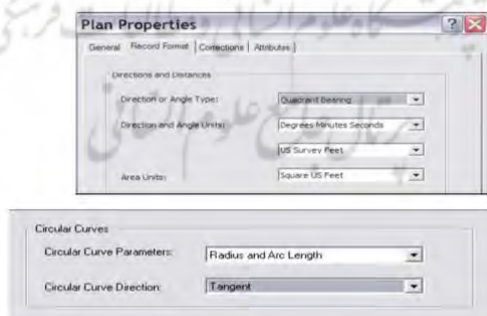 Plan Properties
General Record Format Corrections Attributes
Directions and Distances
Direction or Angle Type: Quadrant Bearing
Direction and Angle Units: Degrees Minutes Seconds
US Survey Feet
Area Units: Square US Feet
Circular Curves
Circular Curve Parameters: Radius and Arc Length
Circular Curve Direction: Tangent